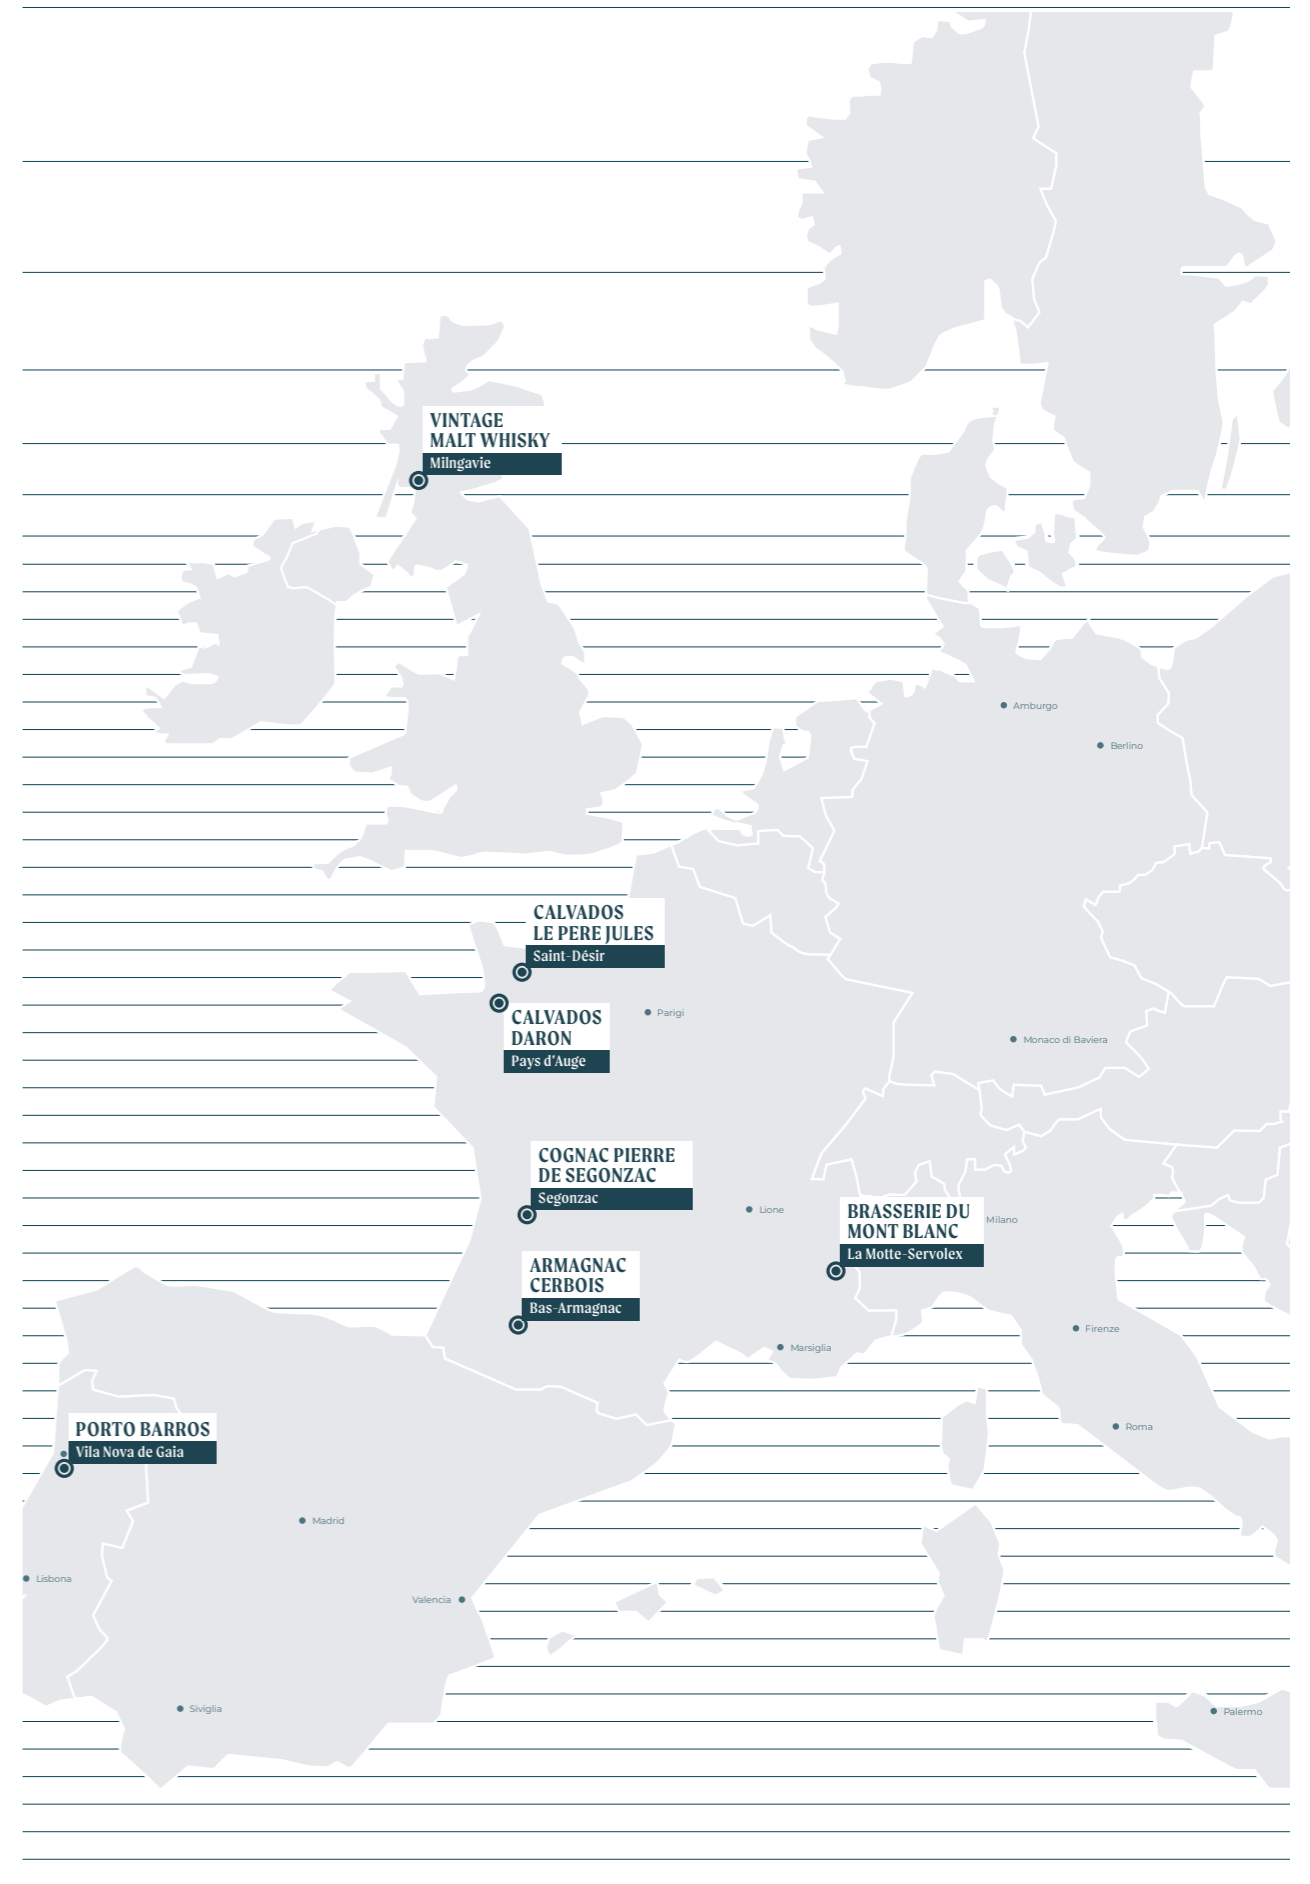 VINTAGE
MALT WHISKY
Milngavie
Amburgo
Berlino
CALVADOS
LE PERE JULES
Saint-Désir
CALVADOS
DARON
Pays d'Auge
Parigi
Monaco di Baviera
COGNAC PIERRE
DE SEGONZAC
Segonzac
Lione
BRASSERIE DU
MONT BLANC
La Motte-Servolex
Milano
ARMAGNAC
CERBOIS
Bas-Armagnac
Firenze
Marsiglia
PORTO BARROS
Vila Nova de Gaia
Roma
Madrid
Lisbona
Valencia
Siviglia
Palermo